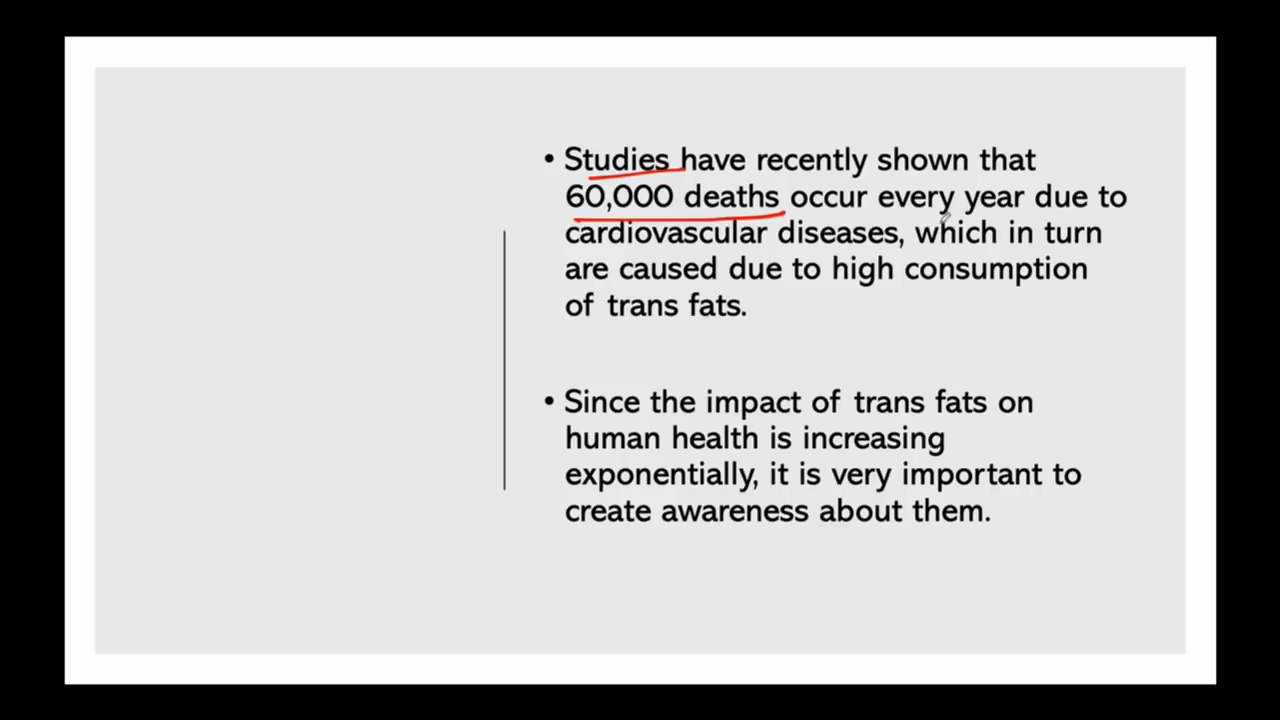 • Studies have recently shown that
60,000 deaths occur every year due to
cardiovascular diseases, which in turn
are caused due to high consumption
of trans fats.
• Since the impact of trans fats on
human health is increasing
exponentially, it is very important to
create awareness about them.